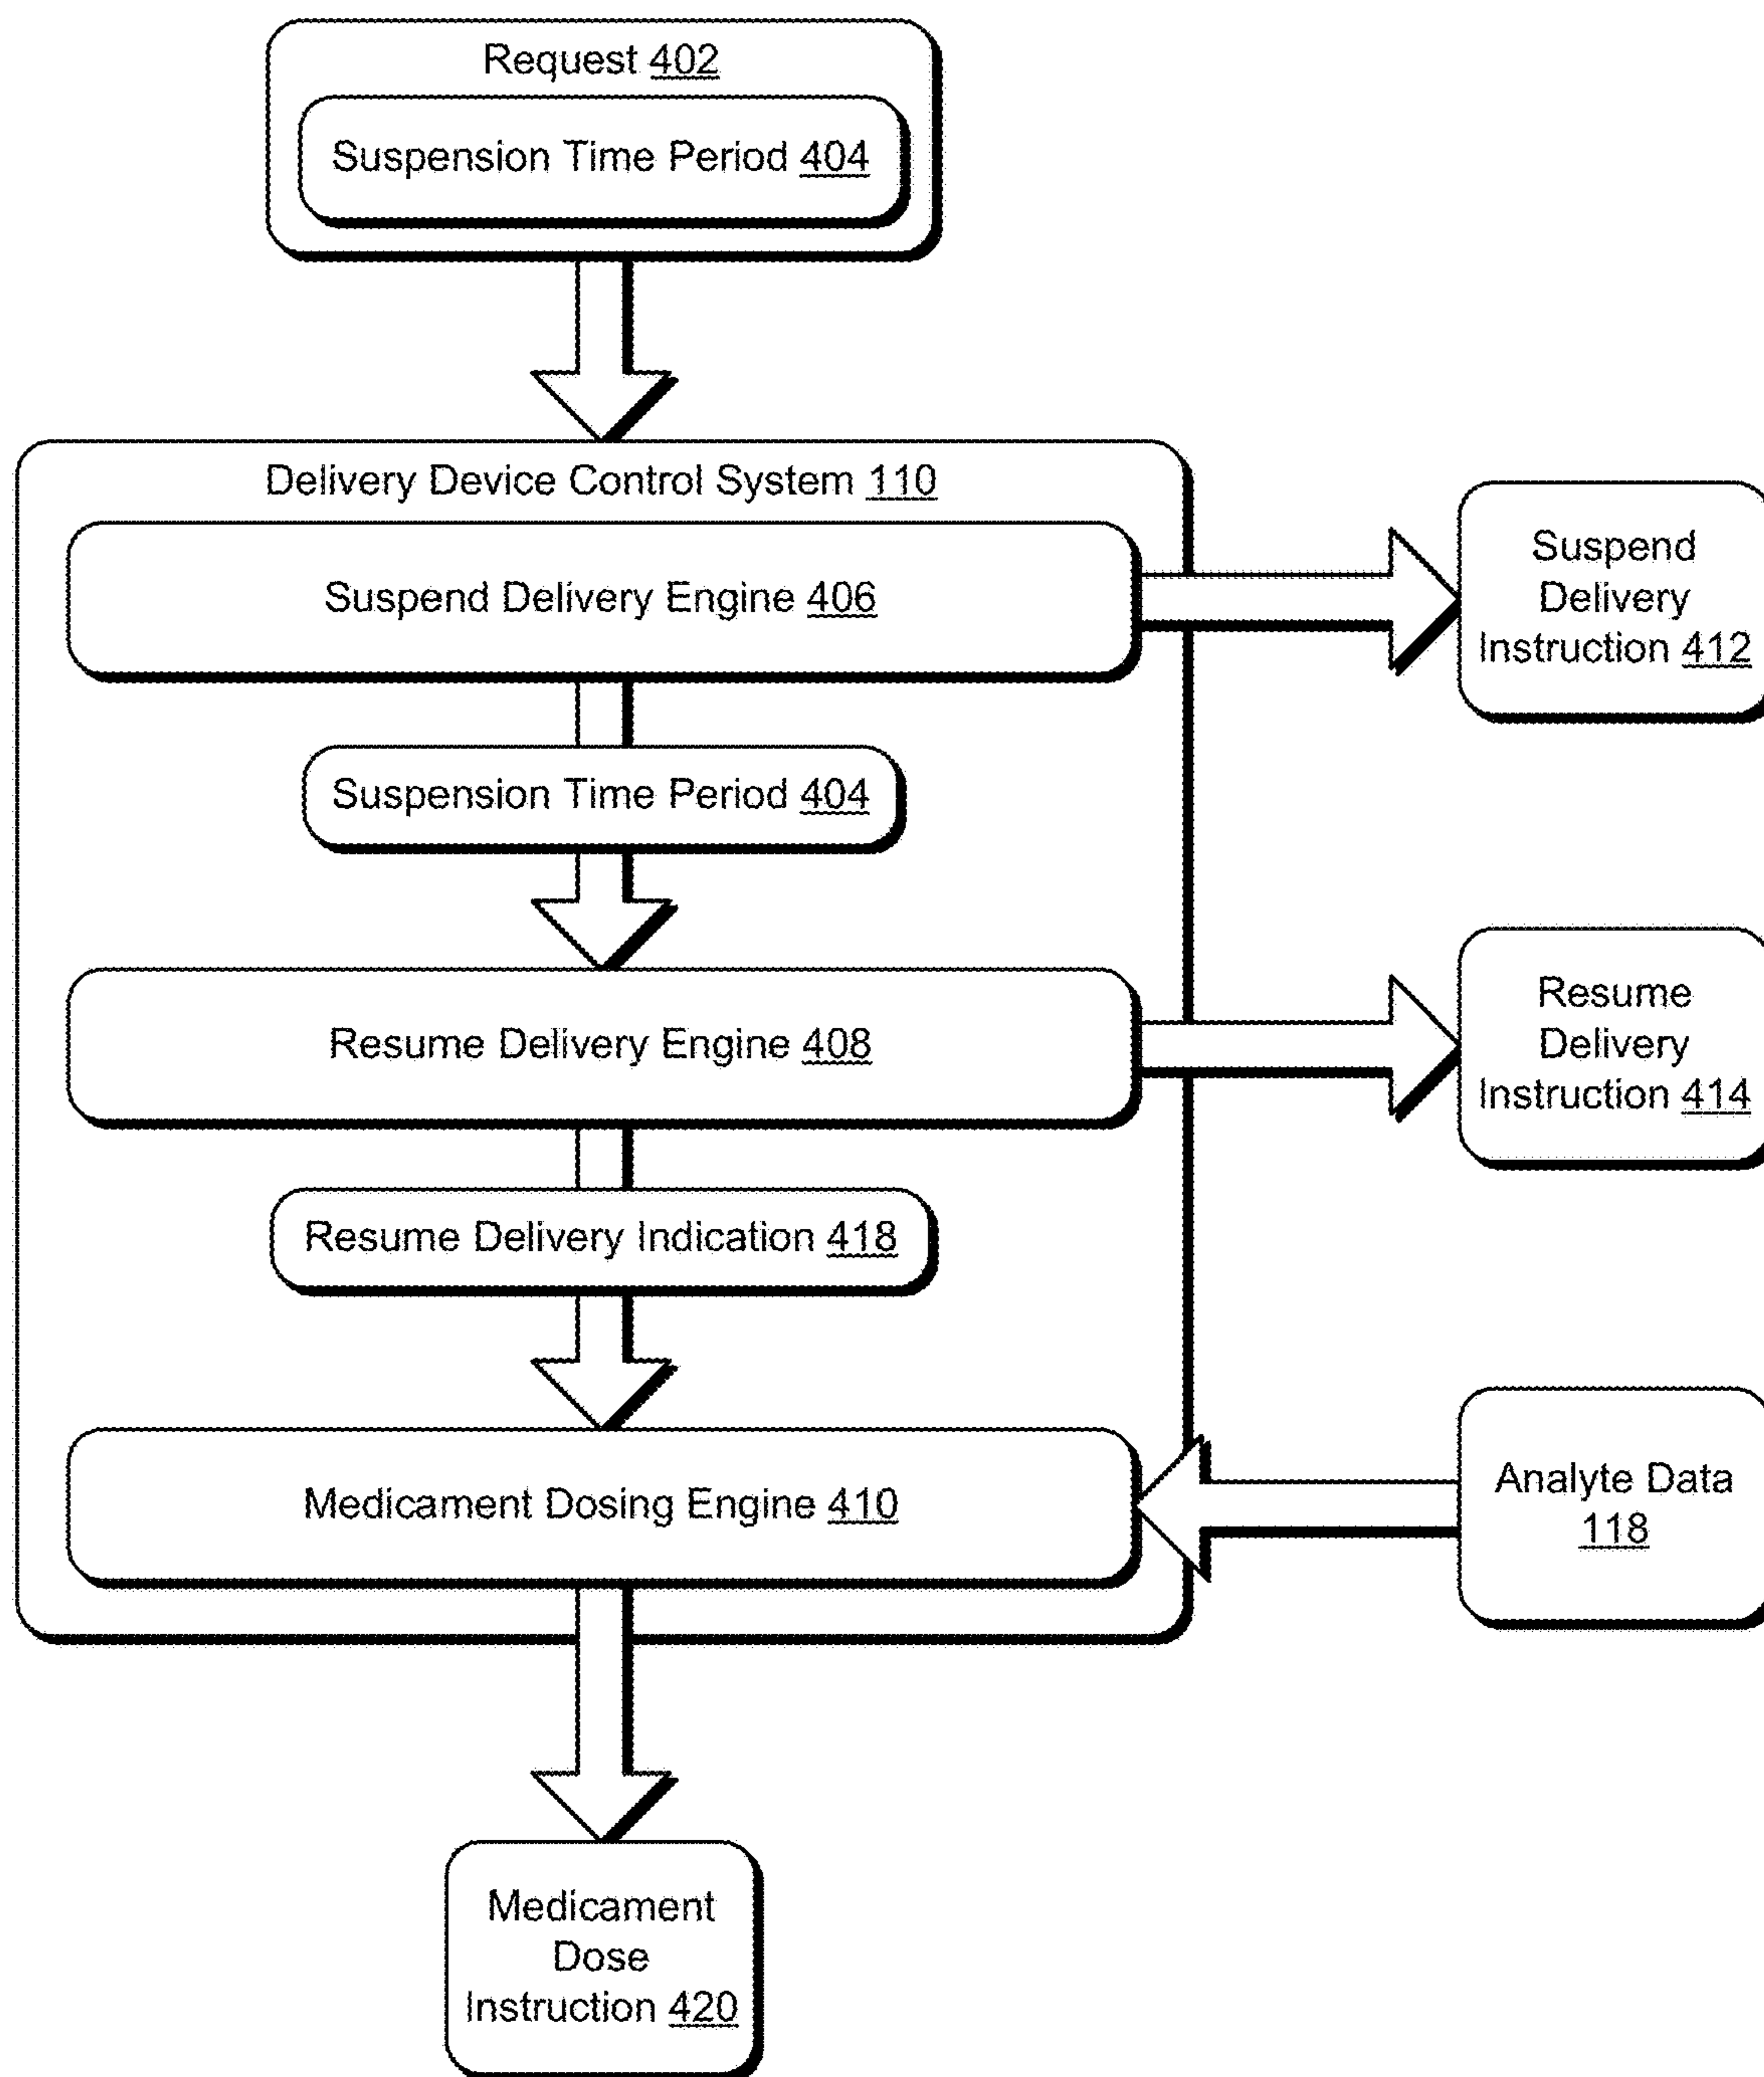 Request 402
Suspension Time Period 404
Delivery Device Control System 110
Suspend Delivery Engine 406
Suspend
Delivery
Instruction 412
Suspension Time Period 404
Resume Delivery Engine 408
Resume
Delivery
Instruction 414
Resume Delivery Indication 418
Medicament Dosing Engine 410
Analyte Data
118
Medicament
Dose
Instruction 420